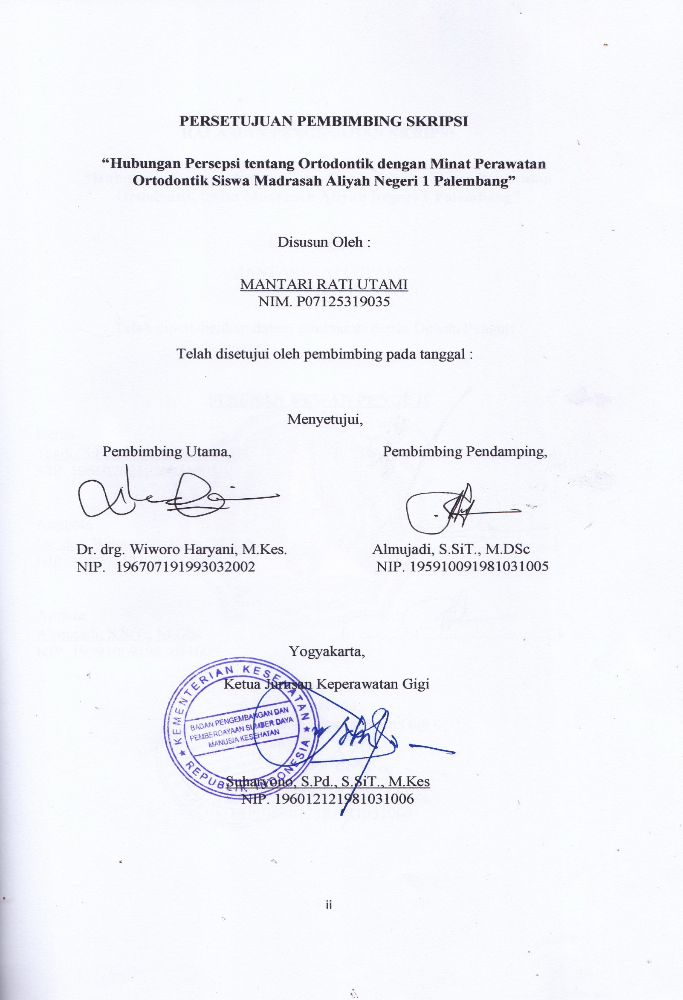 PERSETUJUAN PEMBIMBING SKRIPSI
“Hubungan Persepsi tentang Ortodontik dengan Minat Perawatan
Ortodontik Siswa Madrasah Aliyah Negeri 1 Palembang”
Disusun Oleh :
MANTARI RATI UTAMI
NIM. P07125319035
Telah disetujui oleh pembimbing pada tanggal :
Menyetujui,
Pembimbing Utama,
Pembimbing Pendamping,
Dr. drg. Wiworo Haryani, M.Kes.
NIP. 196707191993032002
Almujadi, S.SiT., M.DSc
NIP. 195910091981031005
Yogyakarta,
Ketua Jurusan Keperawatan Gigi
KEMENTERIAN KESEHATAN
BADAN PENGEMBANGAN DAN
PEMBERDAYAAN SUMBER DAYA
MANUSIA KESEHATAN
REPUBLIK INDONESIA
Suharyono, S.Pd., S.SiT., M.Kes
NIP. 196012121981031006
ii